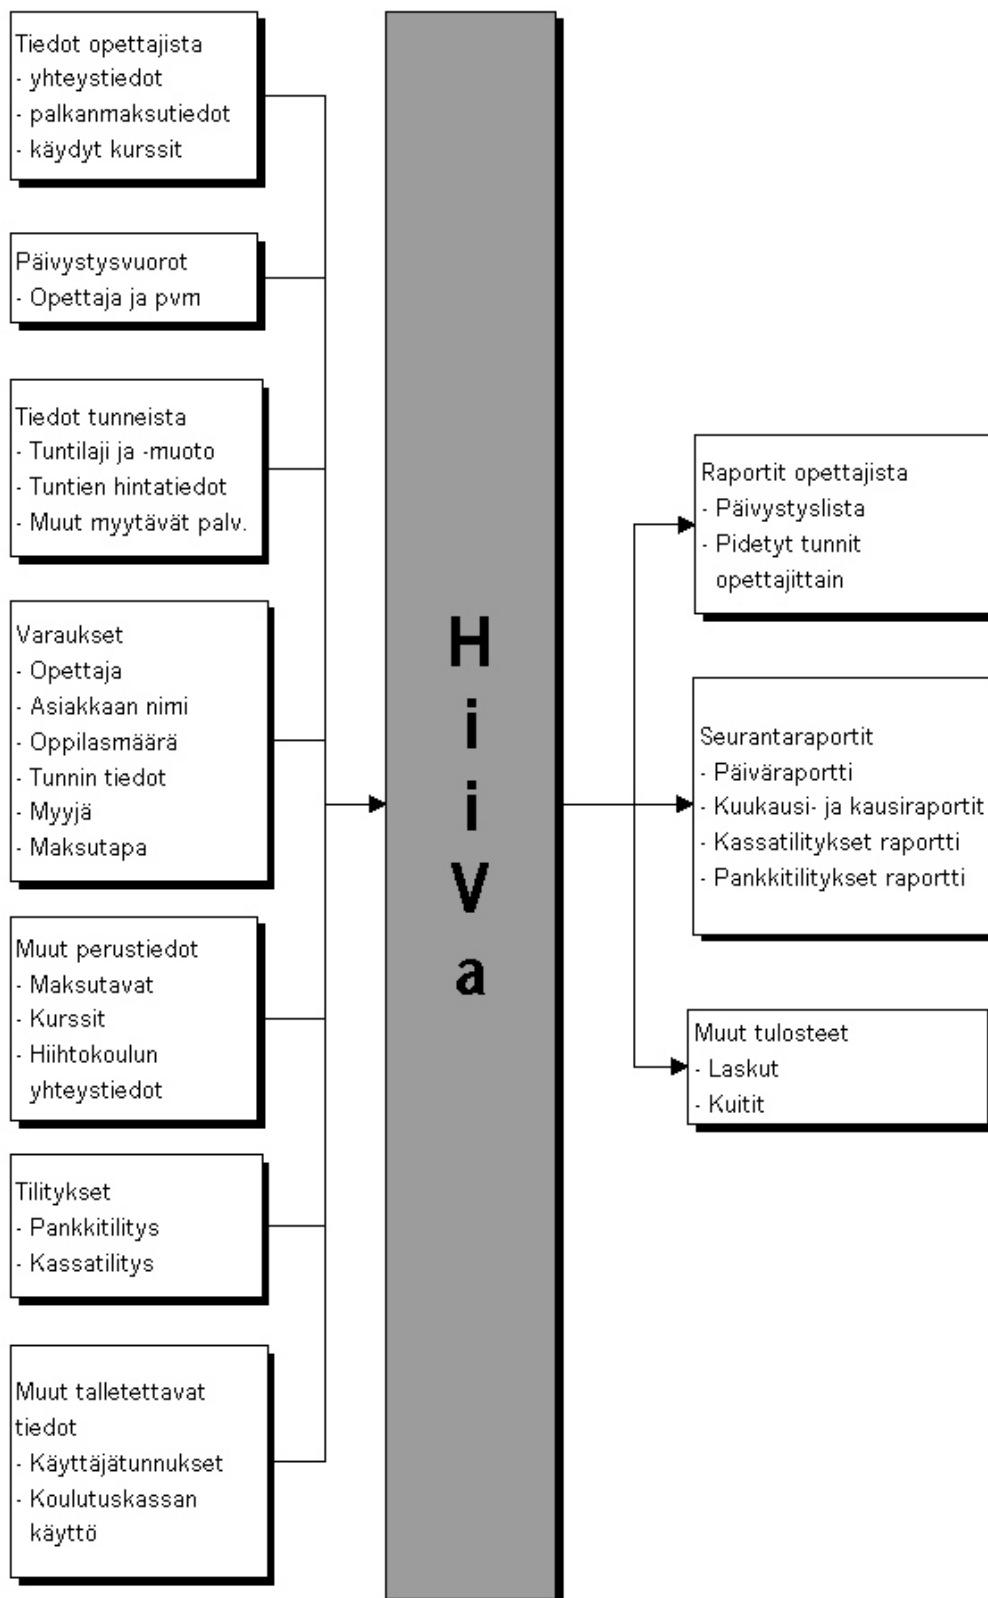 Tiedot opettajista
- yhteystiedot
- palkanmaksutiedot
- käydyt kurssit
Päivystysvuorot
- Opettaja ja pvm
Tiedot tunneista
- Tuntilaji ja -muoto
- Tuntien hintatiedot
- Muut myytävät palv.
Varaukset
- Opettaja
- Asiakkaan nimi
- Oppilasmäärä
- Tunnin tiedot
- Myyjä
- Maksutapa
Muut perustiedot
- Maksutavat
- Kurssit
- Hiihtokoulun
yhteystiedot
Tilitykset
- Pankkitilitys
- Kassatilitys
Muut talletettavat
tiedot
- Käyttäjätunnukset
- Koulutuskassan
käyttö
H
i
i
V
a
Raportit opettajista
- Päivystyslista
- Pidetyt tunnit
opettajittain
Seurantaraportit
- Päiväraportti
- Kuukausi- ja kausiraportit
- Kassatilitykset raportti
- Pankkitilitykset raportti
Muut tulosteet
- Laskut
- Kuitit